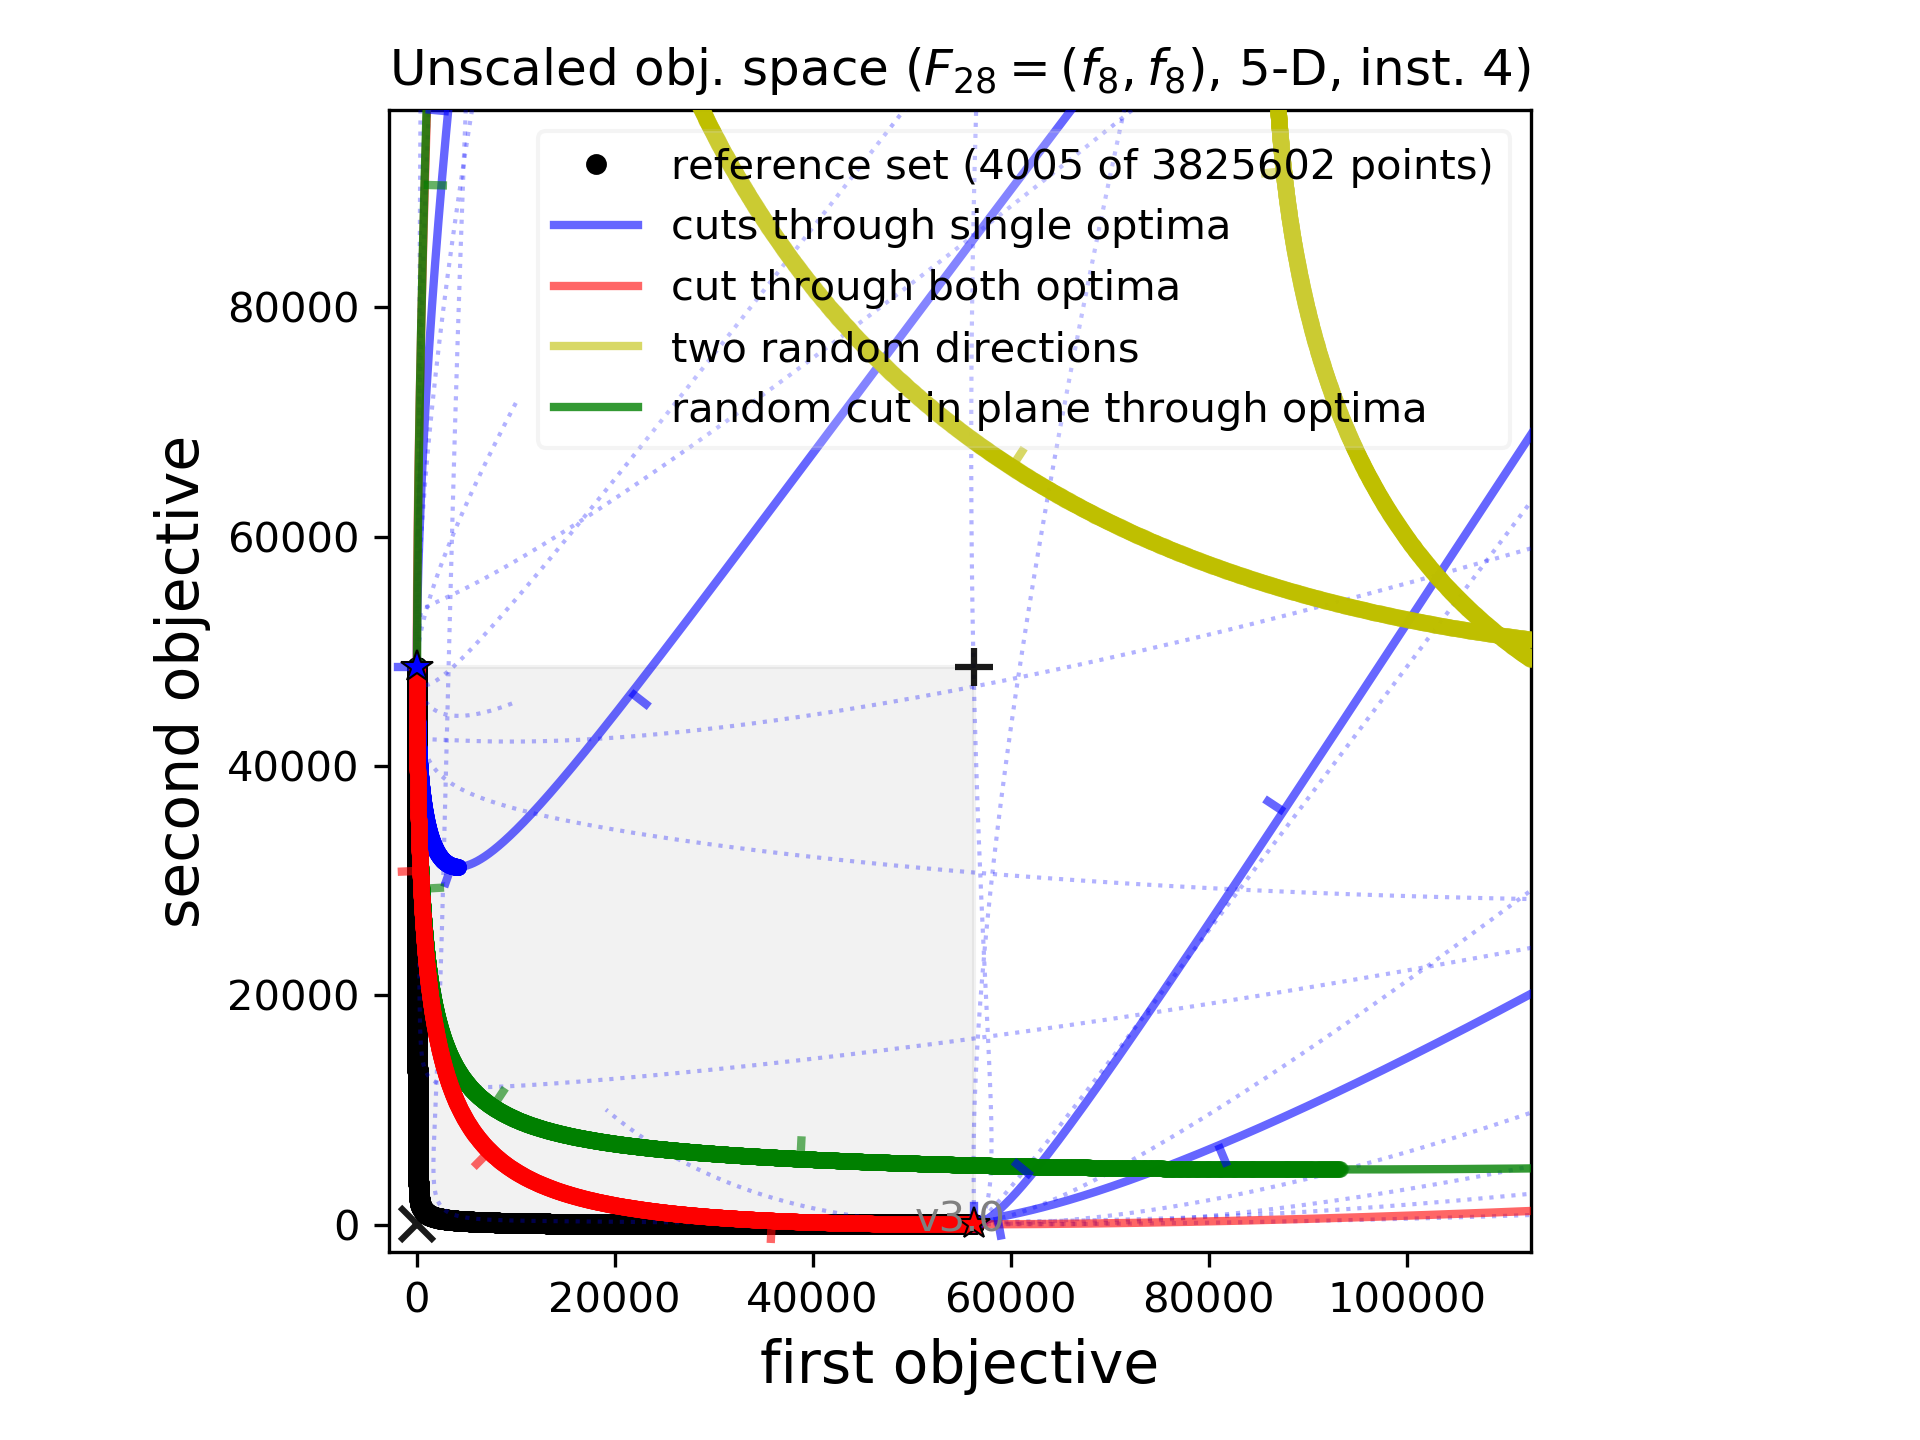 Unscaled obj. space (F28 = (f8, f8), 5-D, inst. 4)
reference set (4005 of 3825602 points)
cuts through single optima
cut through both optima
two random directions
random cut in plane through optima
second objective
80000
60000
40000
20000
0
v3.0
0 20000 40000 60000 80000 100000
first objective